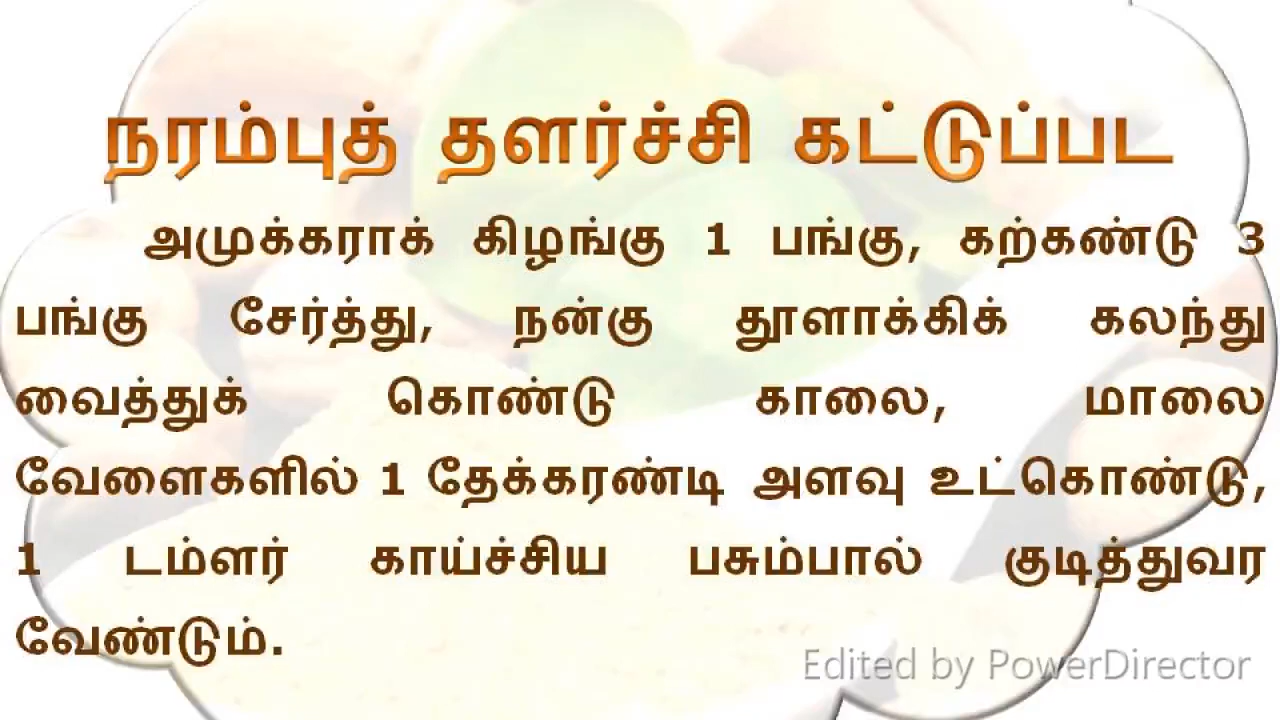 நரம்புத் தளர்ச்சி கட்டுப்பட
அமுக்கராக் கிழங்கு 1 பங்கு, கற்கண்டு 3
பங்கு சேர்த்து, நன்கு தூளாக்கிக் கலந்து
வைத்துக் கொண்டு காலை, மாலை
வேளைகளில் 1 தேக்கரண்டி அளவு உட்கொண்டு,
1 டம்ளர் காய்ச்சிய பசும்பால் குடித்துவர
வேண்டும்.
Edited by PowerDirector